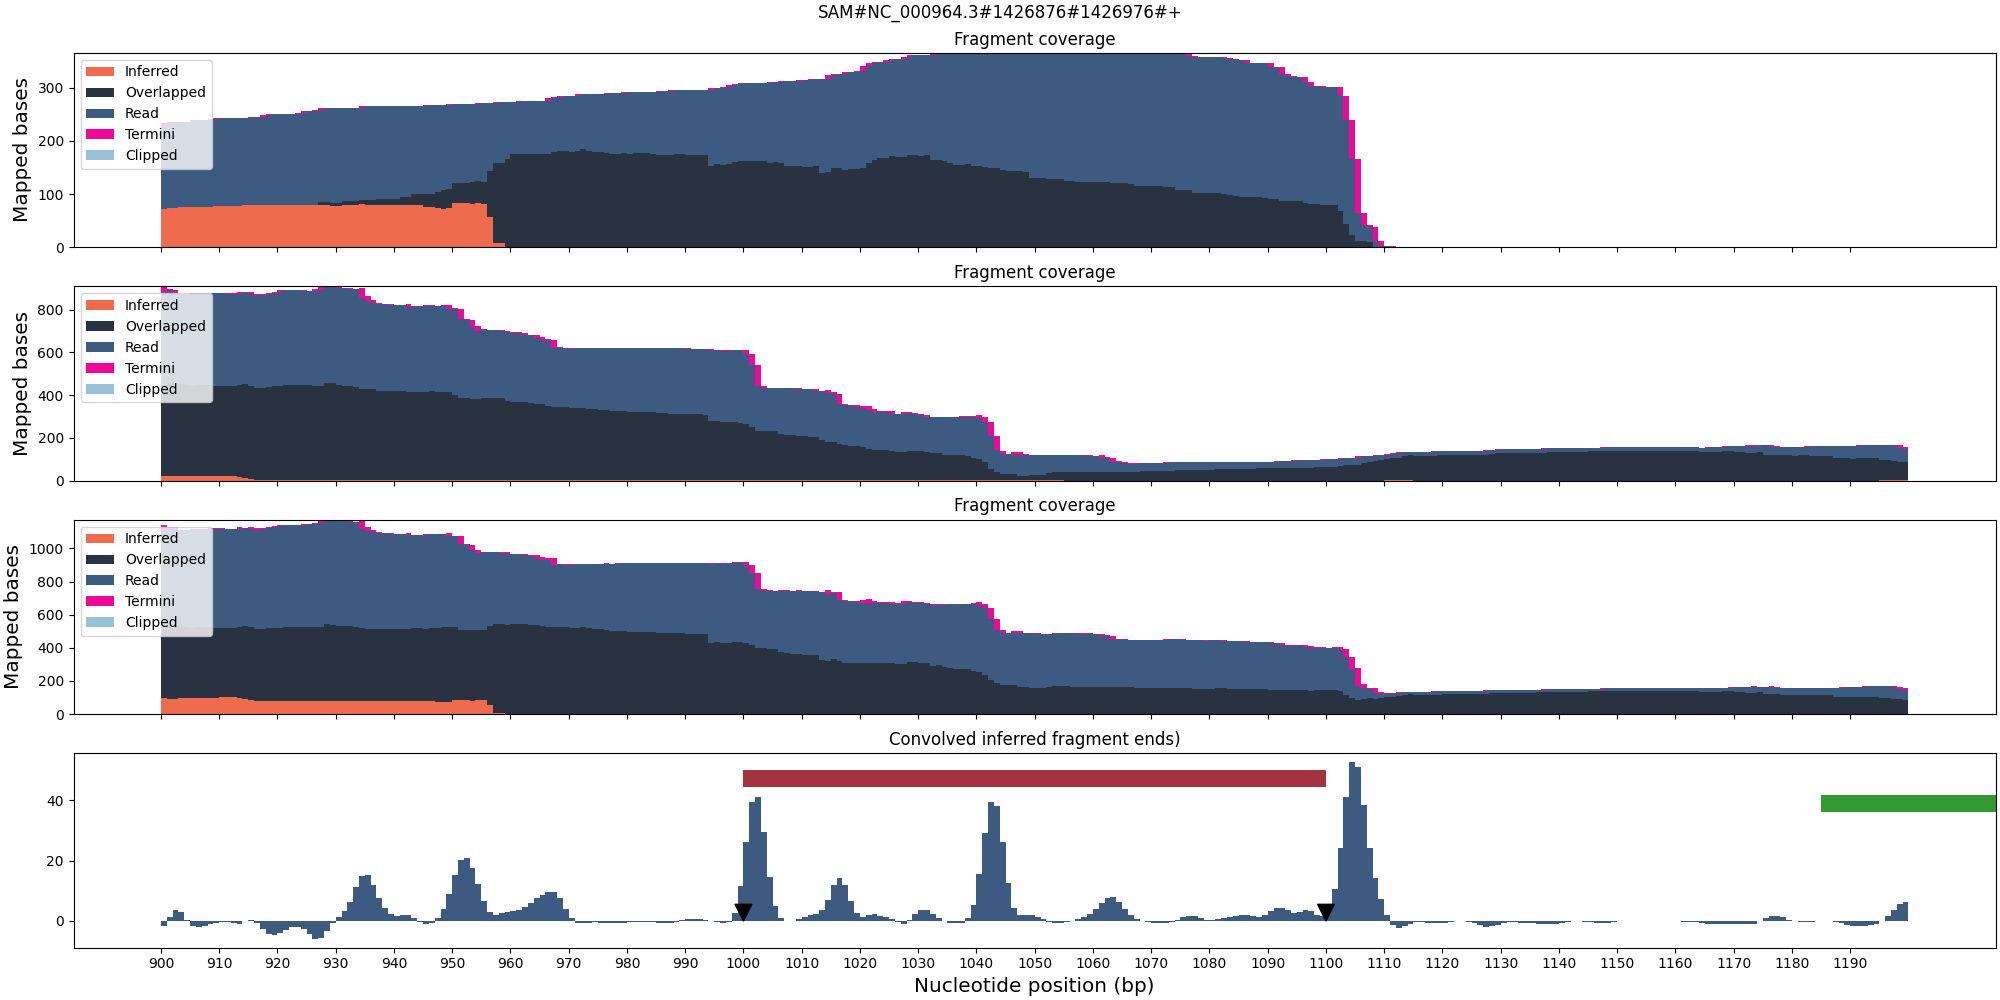 SAM#NC_000964.3#1426876#1426976#+
Fragment coverage
Mapped bases
300
200
100
0
Inferred
Overlapped
Read
Termini
Clipped
Fragment coverage
Mapped bases
800
600
400
200
0
Inferred
Overlapped
Read
Termini
Clipped
Fragment coverage
Mapped bases
1000
800
600
400
200
0
Inferred
Overlapped
Read
Termini
Clipped
Convolved inferred fragment ends)
40
20
0
900 910 920 930 940 950 960 970 980 990 1000 1010 1020 1030 1040 1050 1060 1070 1080 1090 1100 1110 1120 1130 1140 1150 1160 1170 1180 1190
Nucleotide position (bp)